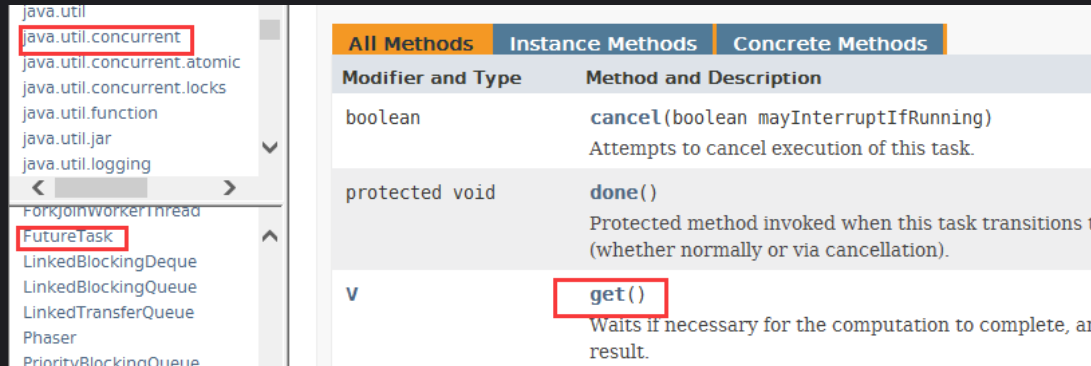 java.util
java.util.concurrent
java.util.concurrent.atomic
java.util.concurrent.locks
java.util.function
java.util.jar
java.util.logging
ForkJoinWorkerThread
FutureTask
LinkedBlockingDeque
LinkedBlockingQueue
LinkedTransferQueue
Phaser
PriorityBlockingQueue
All Methods Instance Methods Concrete Methods
Modifier and Type Method and Description
boolean cancel(boolean mayInterruptIfRunning)
Attempts to cancel execution of this task.
protected void done()
Protected method invoked when this task transitions
(whether normally or via cancellation).
V get()
Waits if necessary for the computation to complete,
result.